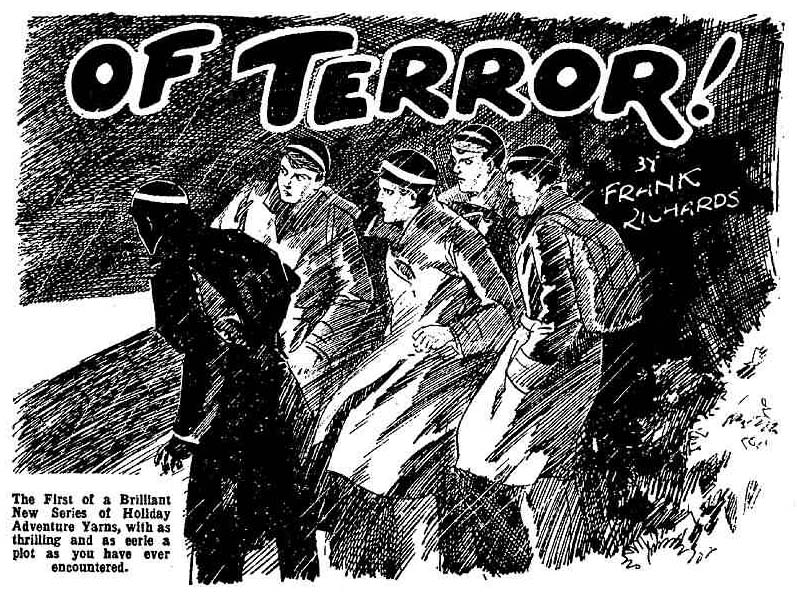 OF TERROR!
BY
FRANK
RICHARDS
The First of a Brilliant
New Series of Holiday
Adventure Yarns, with as
thrilling and as eerie a
plot as you have ever
encountered.